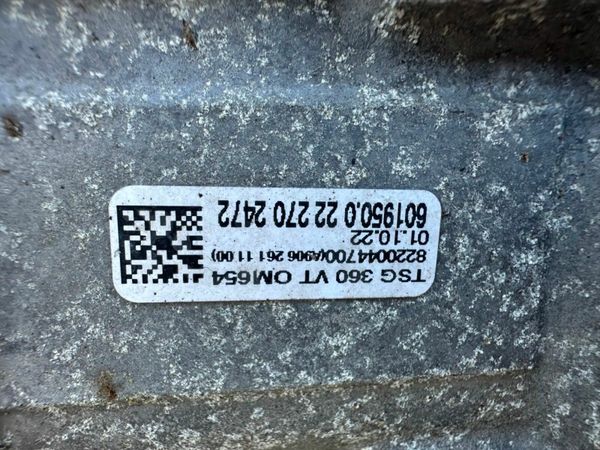 TSG 360 VT OM654
8220044700(A906 261 11 00)
01.10.22
601950.0 22 270 2472